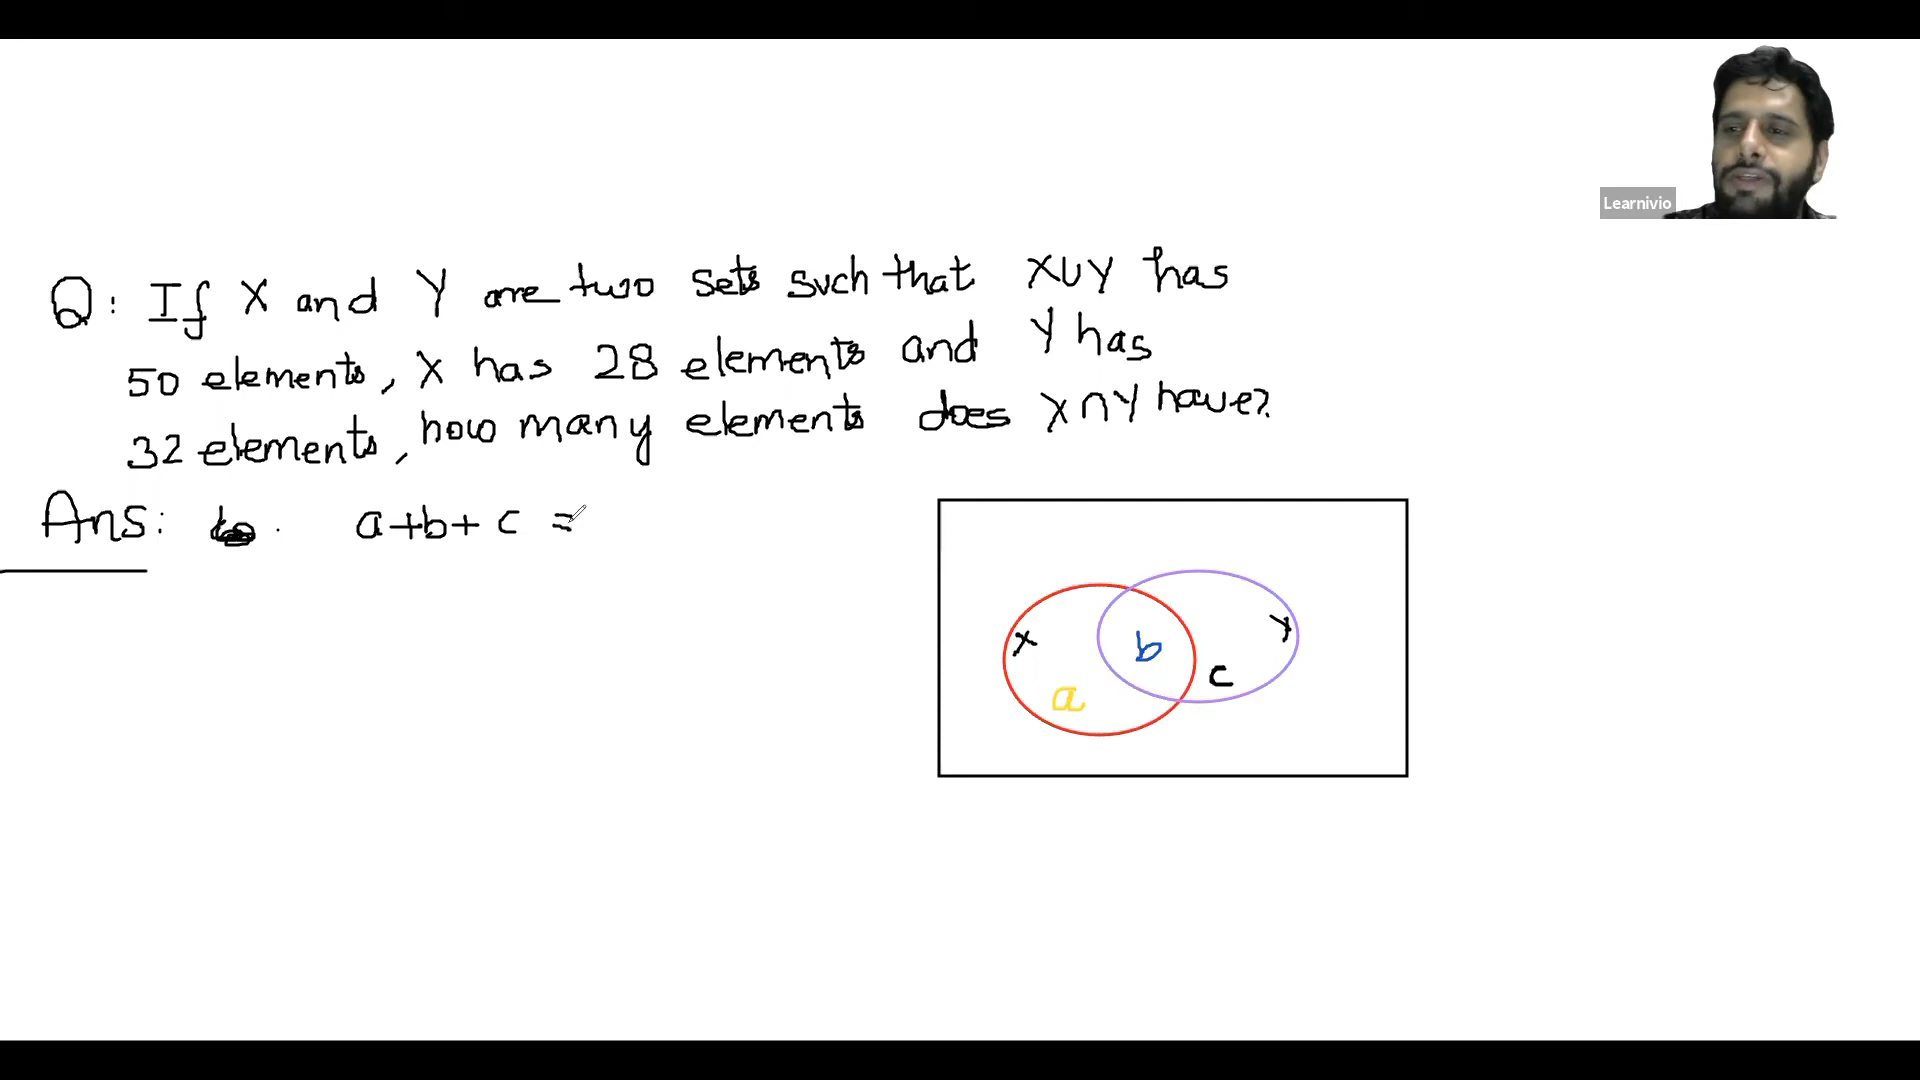 Learnivio
Q: If X and Y are two sets such that X∪Y has
50 elements, X has 28 elements and Y has
32 elements, how many elements does X∩Y have?
Ans: a+b+c =
X
Y
b
c
a